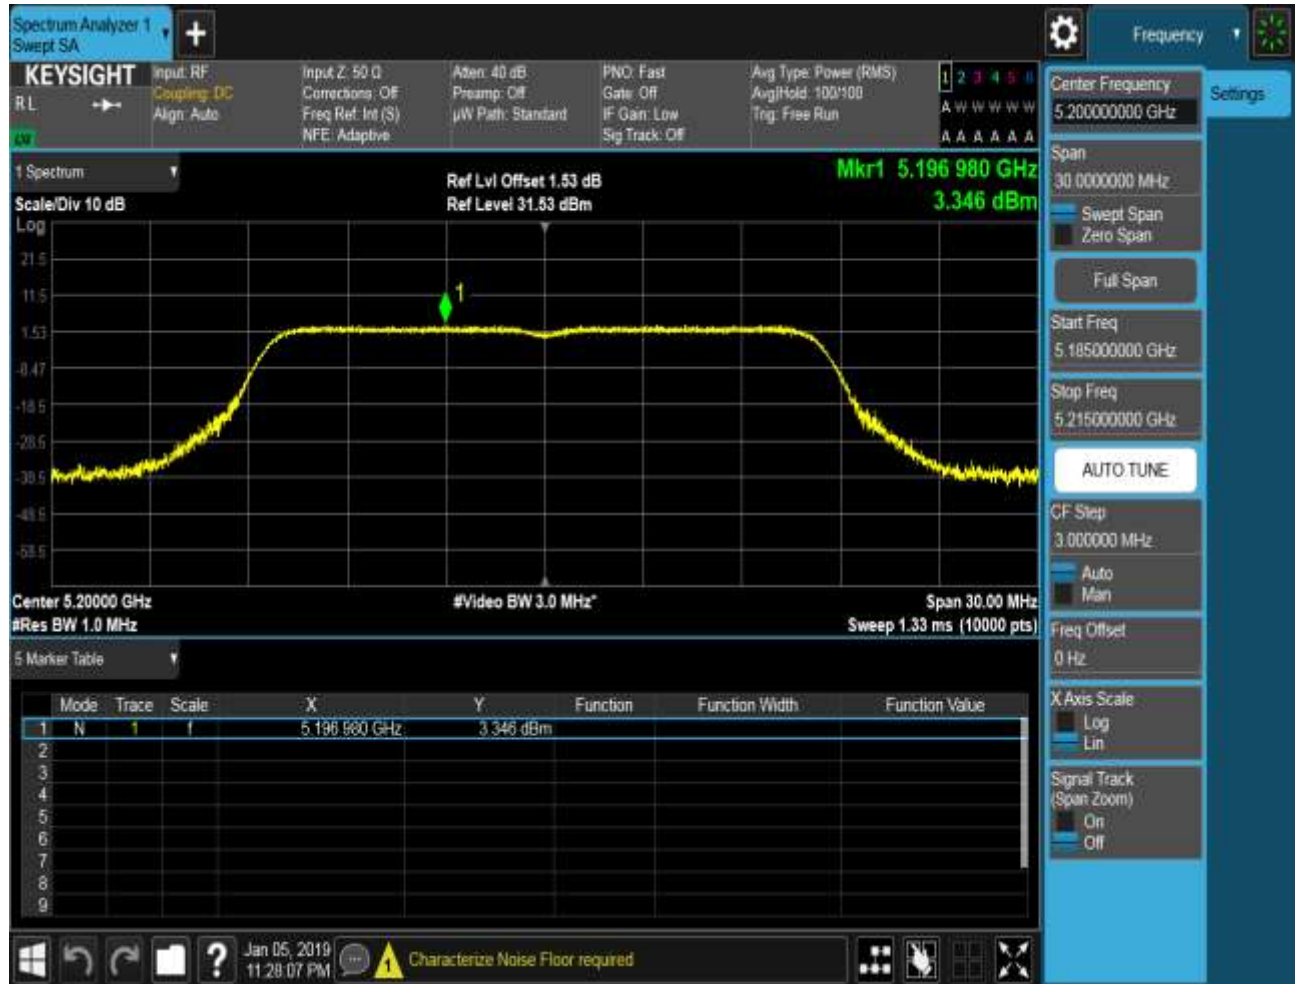 Spectrum Analyzer 1
Swept SA
Frequency
KEYSIGHT
R L
Input: RF
Coupling: DC
Align: Auto
Input Z: 50 Ω
Corrections: Off
Freq Ref: Int (S)
NFE: Adaptive
Atten: 40 dB
Preamp: Off
µW Path: Standard
PNO: Fast
Gate: Off
IF Gain: Low
Sig Track: Off
Avg Type: Power (RMS)
Avg|Hold: 100/100
Trig: Free Run
1 2 3 4 5 6
A W W W W W
A A A A A A
1 Spectrum
Scale/Div 10 dB
Log
Ref Lvl Offset 1.53 dB
Ref Level 31.53 dBm
Mkr1 5.196 980 GHz
3.346 dBm
21.5
11.5
1.53
-8.47
-18.5
-28.5
-38.5
-48.5
-58.5
1
Center 5.20000 GHz
#Res BW 1.0 MHz
#Video BW 3.0 MHz*
Span 30.00 MHz
Sweep 1.33 ms (10000 pts)
5 Marker Table
Mode Trace Scale X Y Function Function Width Function Value
1 N 1 f 5.196 980 GHz 3.346 dBm
2
3
4
5
6
7
8
9
Jan 05, 2019
11:28:07 PM
1
Characterize Noise Floor required
Center Frequency
5.200000000 GHz
Settings
Span
30.0000000 MHz
Swept Span
Zero Span
Full Span
Start Freq
5.185000000 GHz
Stop Freq
5.215000000 GHz
AUTO TUNE
CF Step
3.000000 MHz
Auto
Man
Freq Offset
0 Hz
X Axis Scale
Log
Lin
Signal Track
(Span Zoom)
On
Off